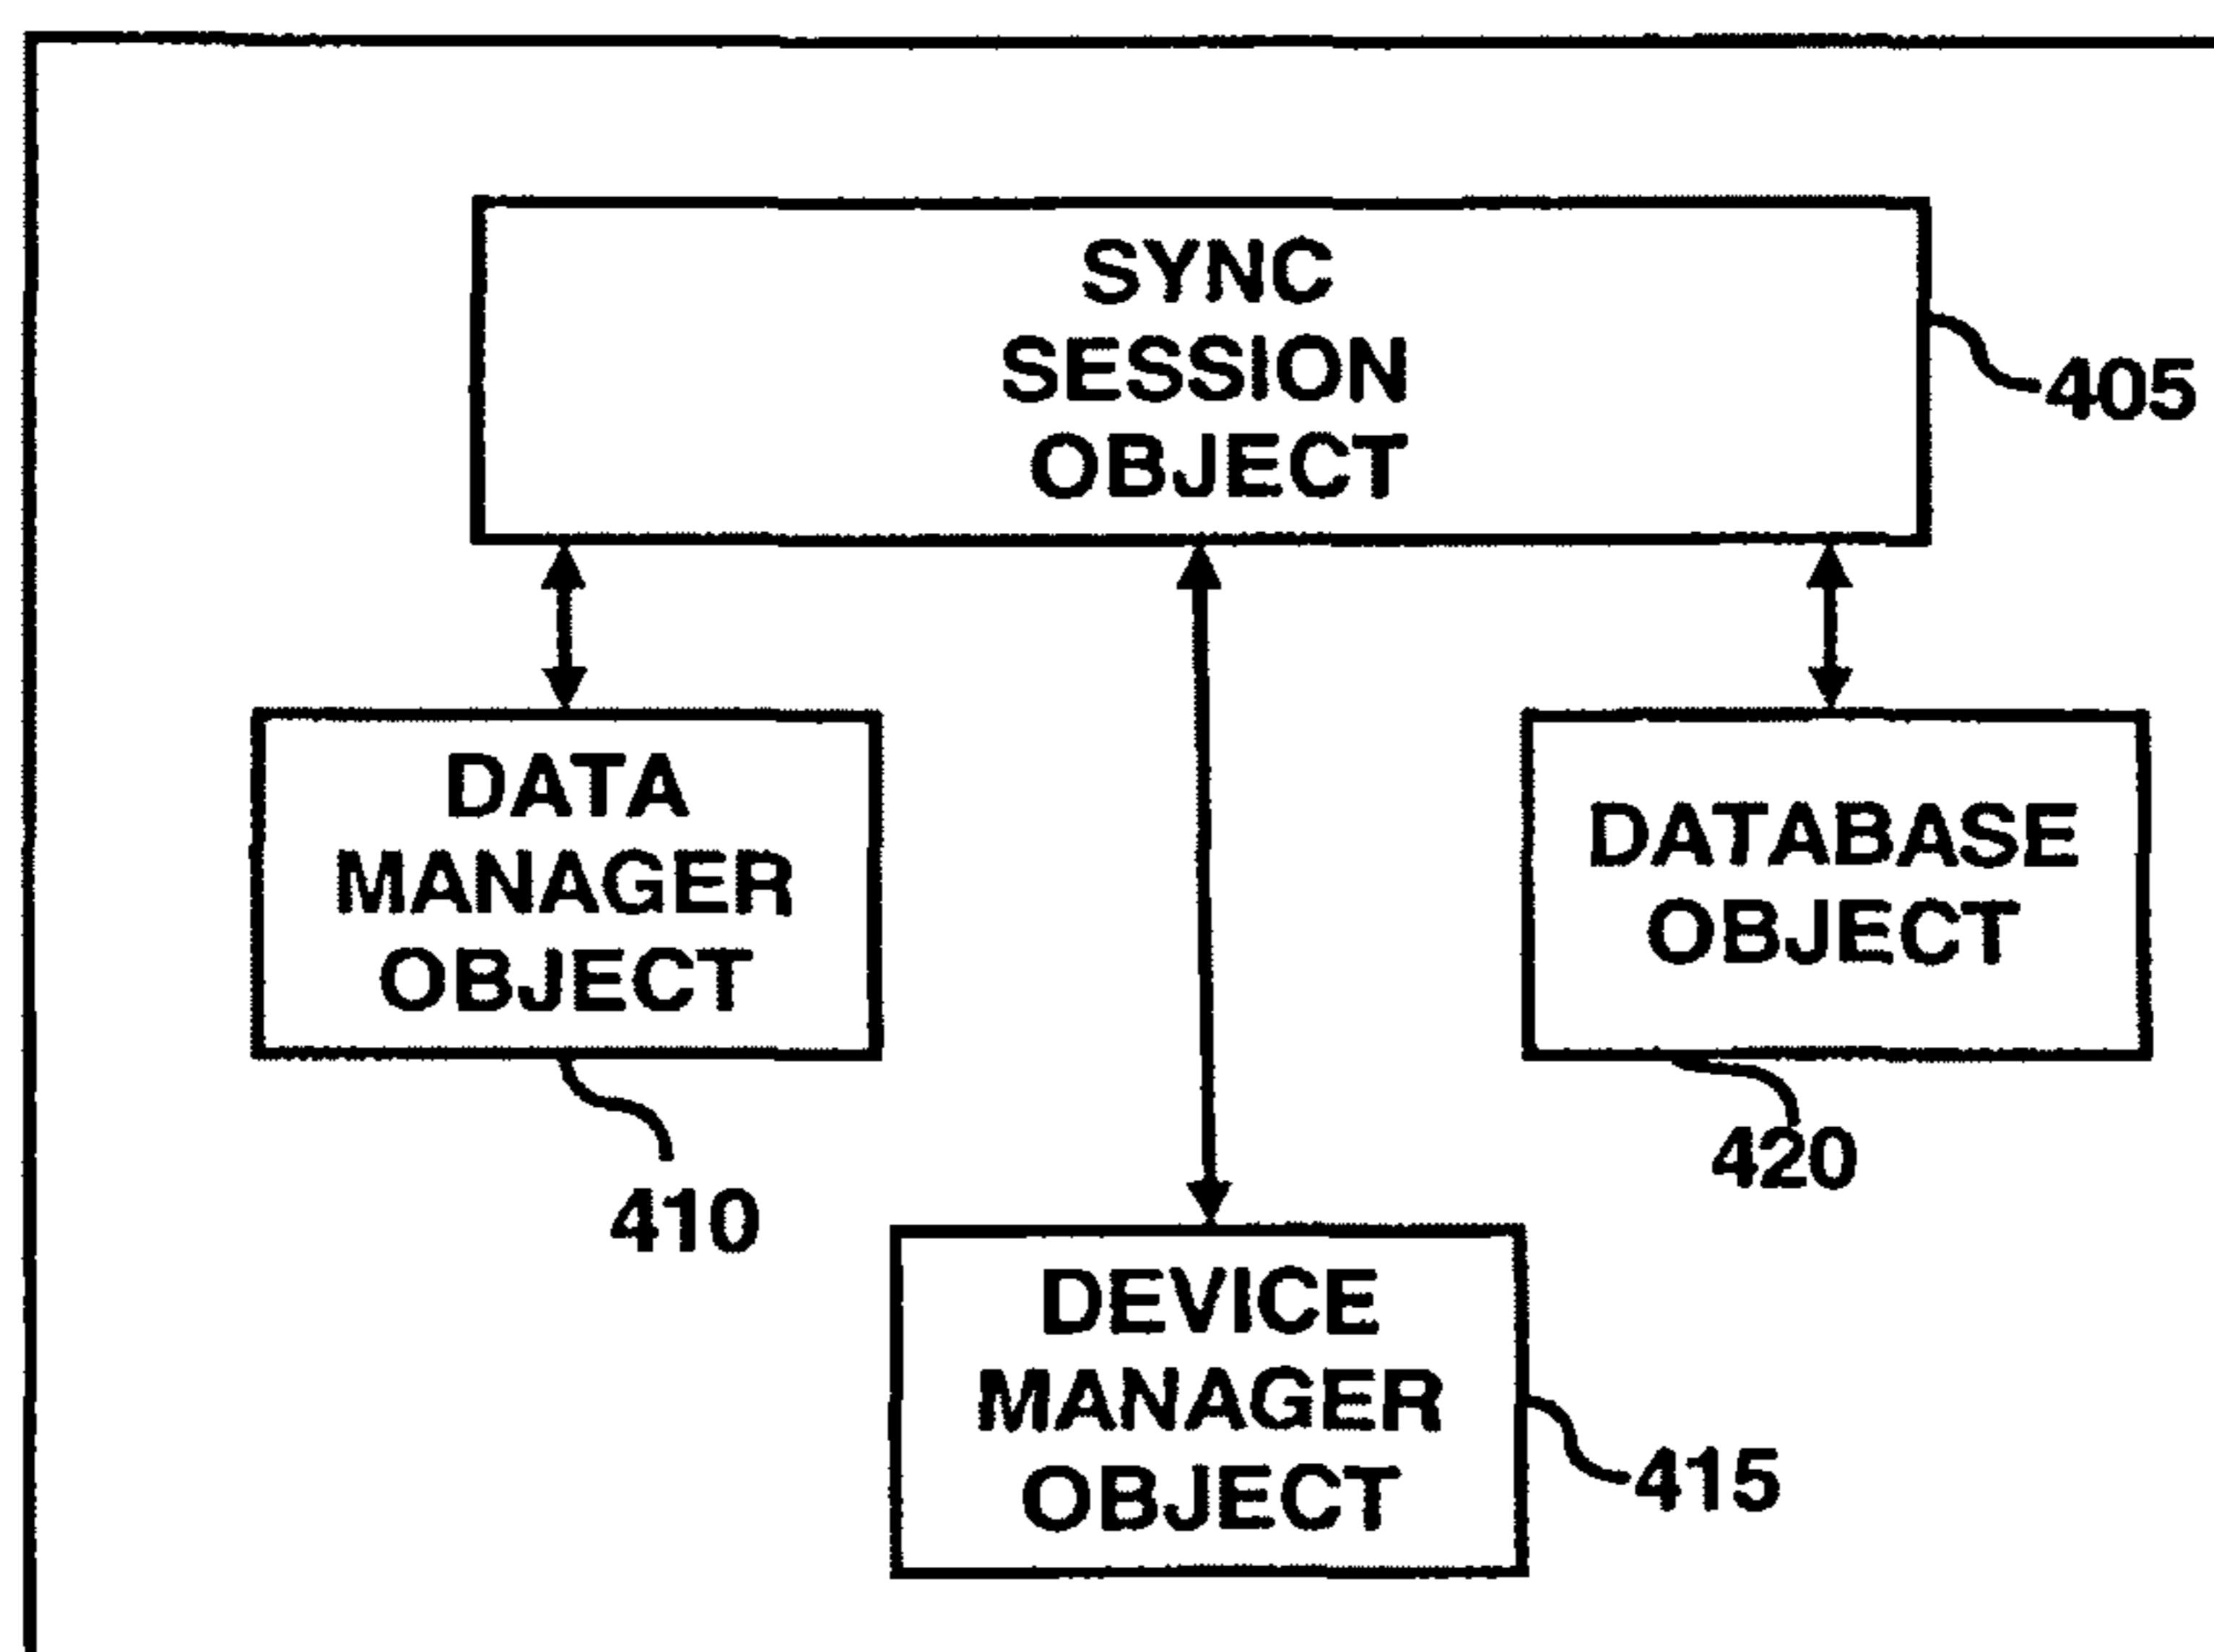 SYNC
SESSION
OBJECT
405
DATA
MANAGER
OBJECT
410
DATABASE
OBJECT
420
DEVICE
MANAGER
OBJECT
415